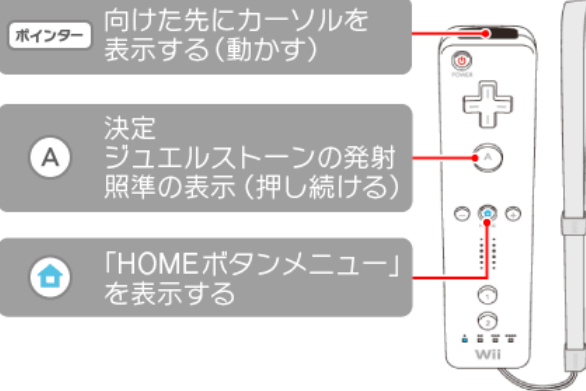 ポインター
向けた先にカーソルを
表示する(動かす)
A
決定
ジュエルストーンの発射
照準の表示(押し続ける)
「HOMEボタンメニュー」
を表示する
POWER
A
1
2
Wii